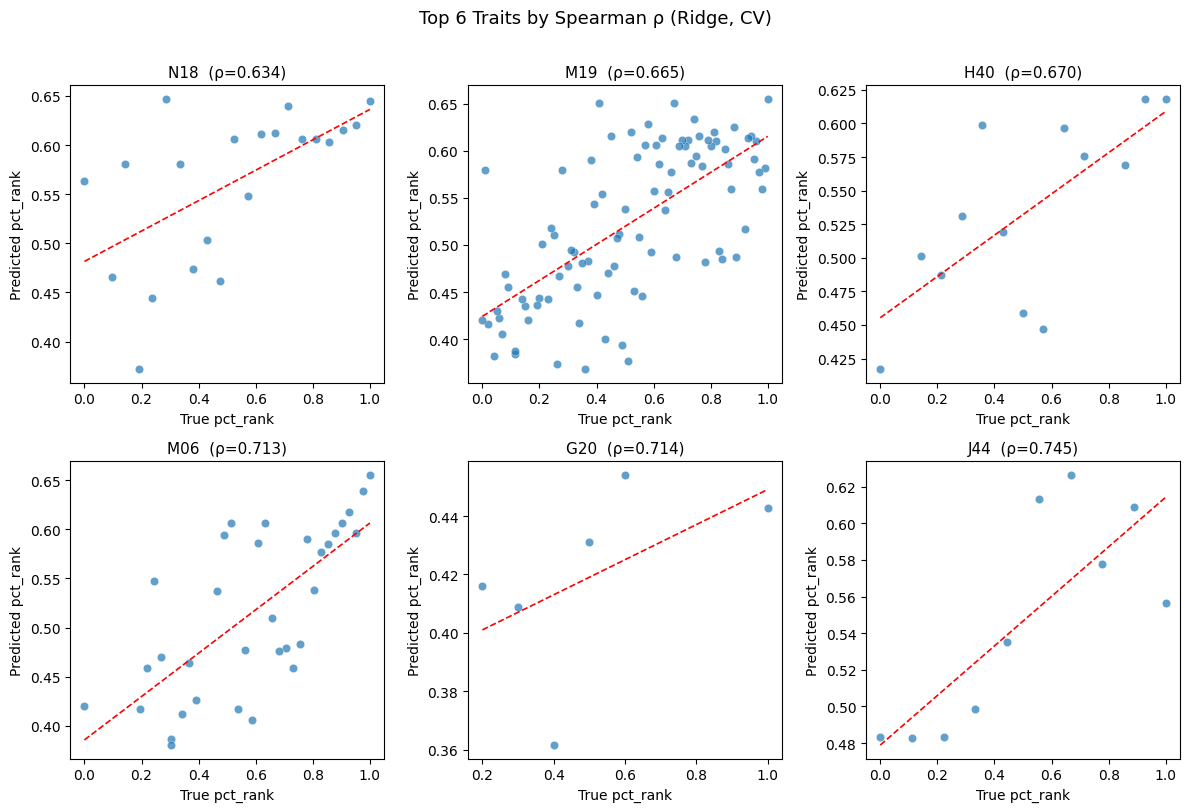 Top 6 Traits by Spearman ρ (Ridge, CV)
N18 (ρ=0.634)
Predicted pct_rank
0.65
0.60
0.55
0.50
0.45
0.40
0.0 0.2 0.4 0.6 0.8 1.0
True pct_rank
M19 (ρ=0.665)
Predicted pct_rank
0.65
0.60
0.55
0.50
0.45
0.40
0.0 0.2 0.4 0.6 0.8 1.0
True pct_rank
H40 (ρ=0.670)
Predicted pct_rank
0.625
0.600
0.575
0.550
0.525
0.500
0.475
0.450
0.425
0.0 0.2 0.4 0.6 0.8 1.0
True pct_rank
M06 (ρ=0.713)
Predicted pct_rank
0.65
0.60
0.55
0.50
0.45
0.40
0.0 0.2 0.4 0.6 0.8 1.0
True pct_rank
G20 (ρ=0.714)
Predicted pct_rank
0.44
0.42
0.40
0.38
0.36
0.2 0.4 0.6 0.8 1.0
True pct_rank
J44 (ρ=0.745)
Predicted pct_rank
0.62
0.60
0.58
0.56
0.54
0.52
0.50
0.48
0.0 0.2 0.4 0.6 0.8 1.0
True pct_rank